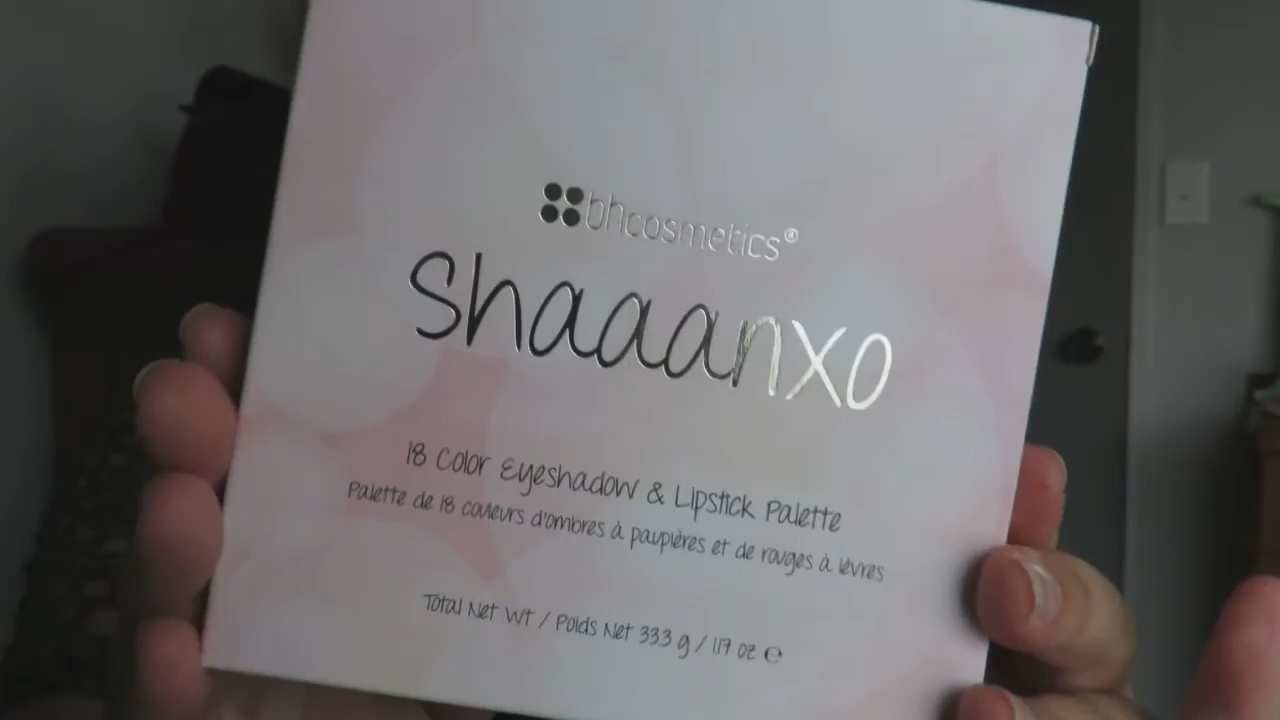 bhcosmetics®
shaaanxo
18 Color Eyeshadow & Lipstick Palette
Palette de 18 couleurs d'ombres à paupières et de rouges à lèvres
Total Net Wt / Poids Net 33.3 g / 1.17 oz ℮